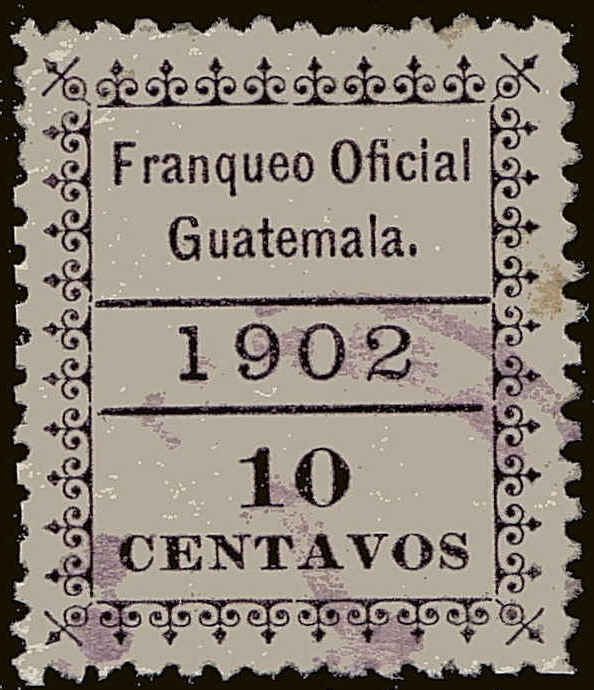 Franqueo Oficial
Guatemala.
1902
10
CENTAVOS